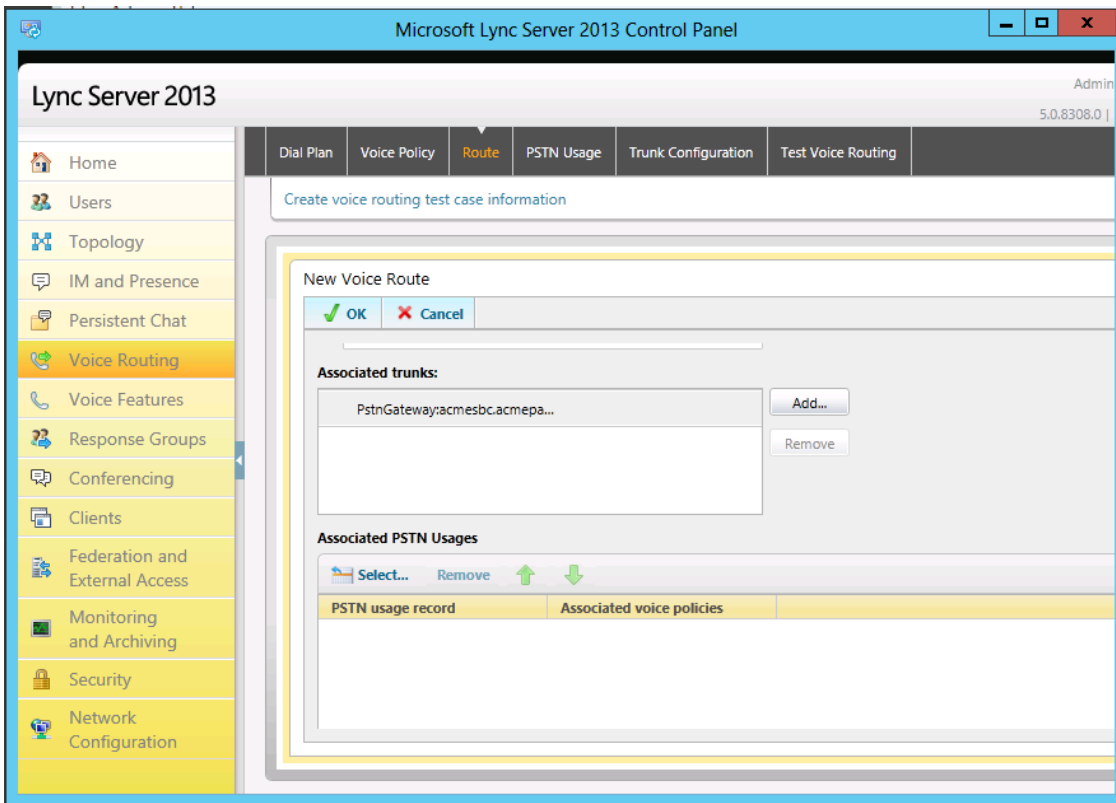 Microsoft Lync Server 2013 Control Panel
Lync Server 2013
Admin
5.0.8308.0 |
Home
Users
Topology
IM and Presence
Persistent Chat
Voice Routing
Voice Features
Response Groups
Conferencing
Clients
Federation and
External Access
Monitoring
and Archiving
Security
Network
Configuration
Dial Plan
Voice Policy
Route
PSTN Usage
Trunk Configuration
Test Voice Routing
Create voice routing test case information
New Voice Route
OK
Cancel
Associated trunks:
PstnGateway:acmesbc.acmepa...
Add...
Remove
Associated PSTN Usages
Select...
Remove
PSTN usage record
Associated voice policies